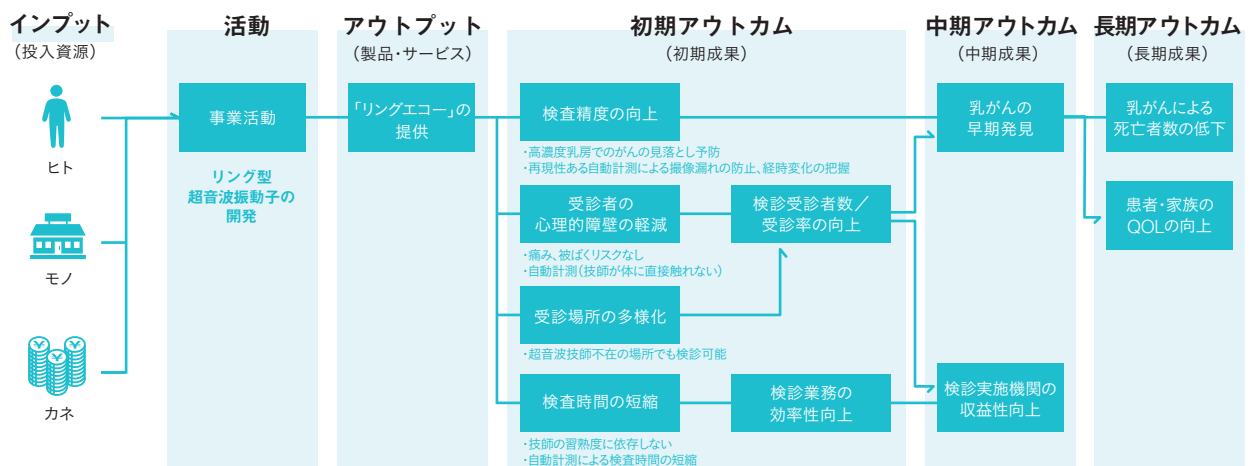 インプット
（投入資源）
ヒト
モノ
カネ
活動
事業活動
リング型
超音波振動子の
開発
アウトプット
（製品・サービス）
「リングエコー」の
提供
初期アウトカム
（初期成果）
検査精度の向上
・高濃度乳房でのがんの見落とし予防
・再現性ある自動計測による撮像漏れの防止、経時変化の把握
受診者の
心理的障壁の軽減
・痛み、被ばくリスクなし
・自動計測（技師が体に直接触れない）
検診受診者数／
受診率の向上
受診場所の多様化
・超音波技師不在の場所でも検診可能
検査時間の短縮
・技師の習熟度に依存しない
・自動計測による検査時間の短縮
検診業務の
効率性向上
中期アウトカム
（中期成果）
乳がんの
早期発見
検診実施機関の
収益性向上
長期アウトカム
（長期成果）
乳がんによる
死亡者数の低下
患者・家族の
QOLの向上